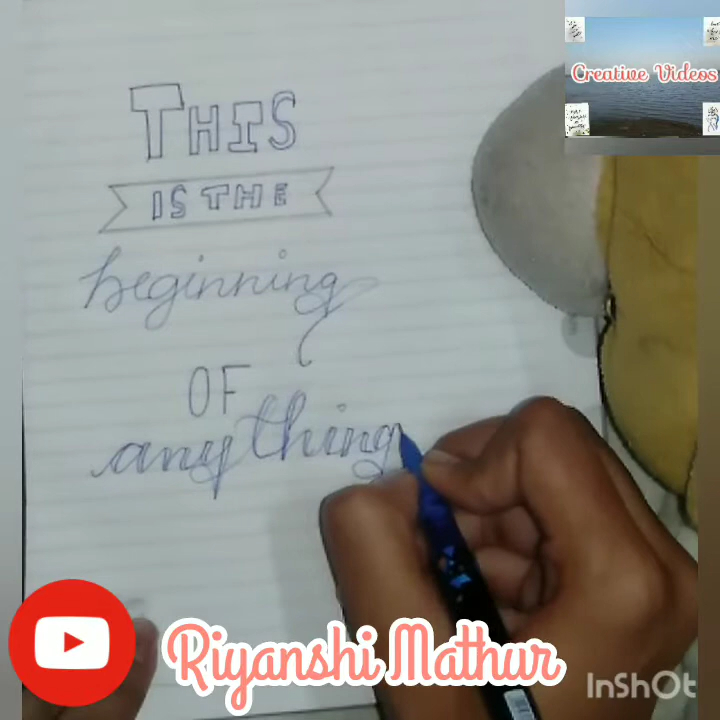 Creative Videos
THIS
IS THE
beginning
OF
anything
Riyanshi Mathur
InShOt